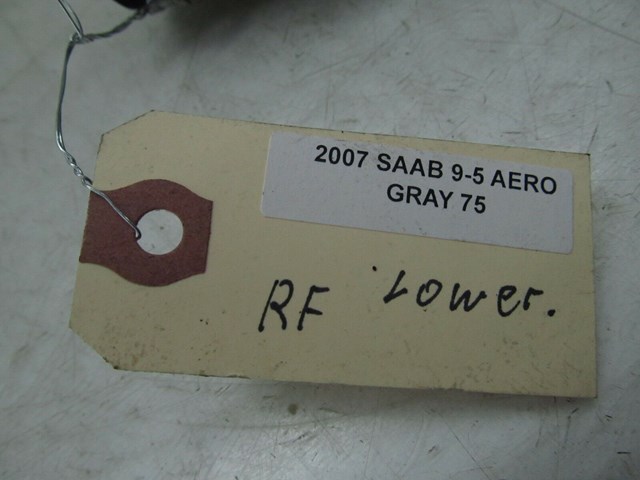 2007 SAAB 9-5 AERO
GRAY 75
RF Lower.